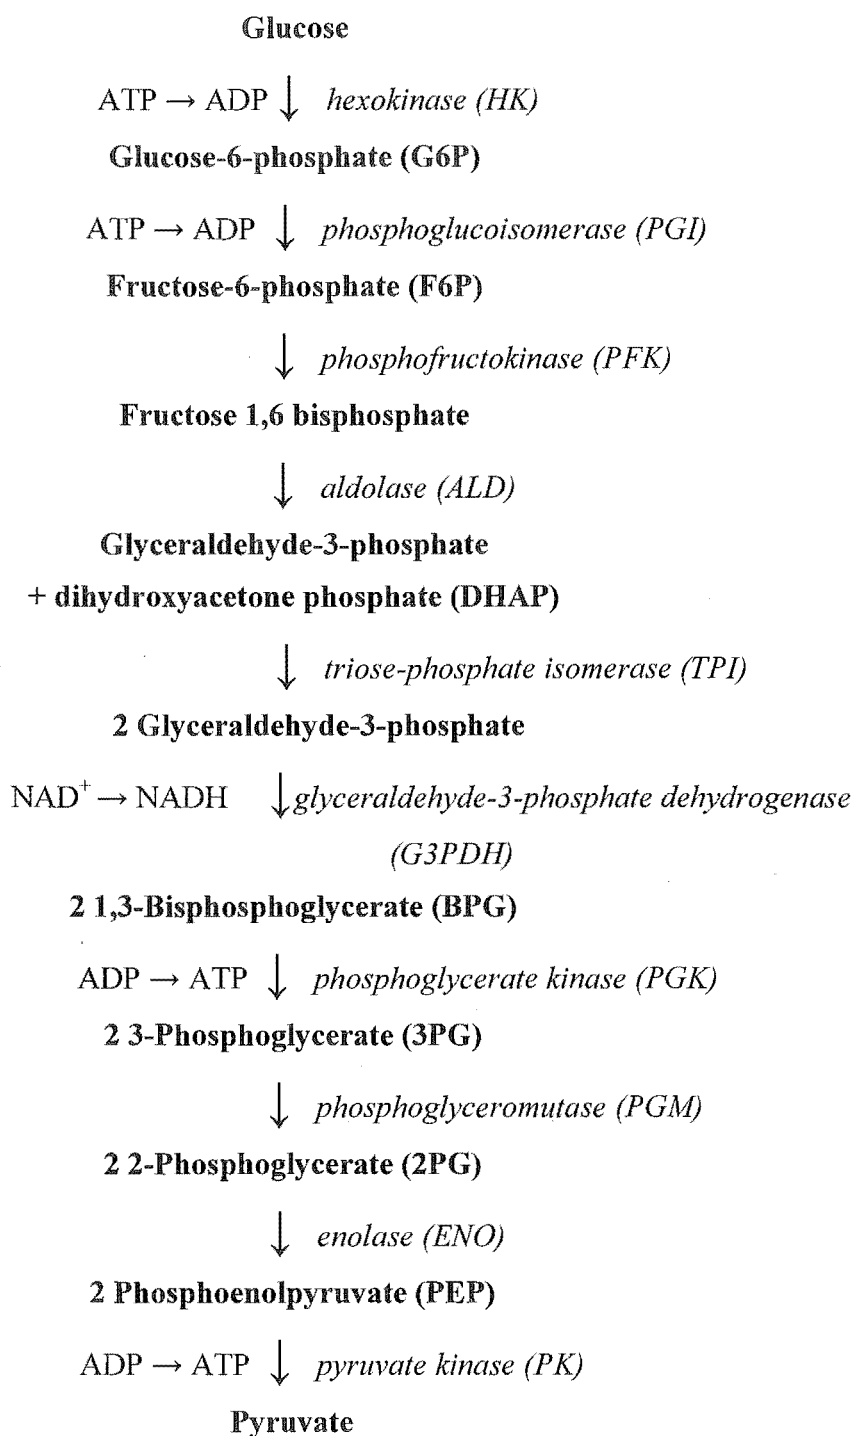 Glucose
ATP → ADP ↓ hexokinase (HK)
Glucose-6-phosphate (G6P)
ATP → ADP ↓ phosphoglucoisomerase (PGI)
Fructose-6-phosphate (F6P)
↓ phosphofructokinase (PFK)
Fructose 1,6 bisphosphate
↓ aldolase (ALD)
Glyceraldehyde-3-phosphate
+ dihydroxyacetone phosphate (DHAP)
↓ triose-phosphate isomerase (TPI)
2 Glyceraldehyde-3-phosphate
NAD⁺ → NADH ↓ glyceraldehyde-3-phosphate dehydrogenase
(G3PDH)
2 1,3-Bisphosphoglycerate (BPG)
ADP → ATP ↓ phosphoglycerate kinase (PGK)
2 3-Phosphoglycerate (3PG)
↓ phosphoglyceromutase (PGM)
2 2-Phosphoglycerate (2PG)
↓ enolase (ENO)
2 Phosphoenolpyruvate (PEP)
ADP → ATP ↓ pyruvate kinase (PK)
Pyruvate